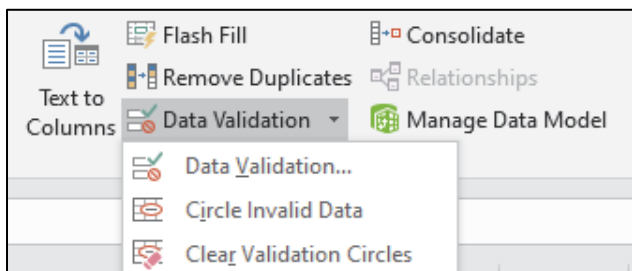 Text to
Columns
Flash Fill
Remove Duplicates
Data Validation
Consolidate
Relationships
Manage Data Model
Data Validation...
Circle Invalid Data
Clear Validation Circles